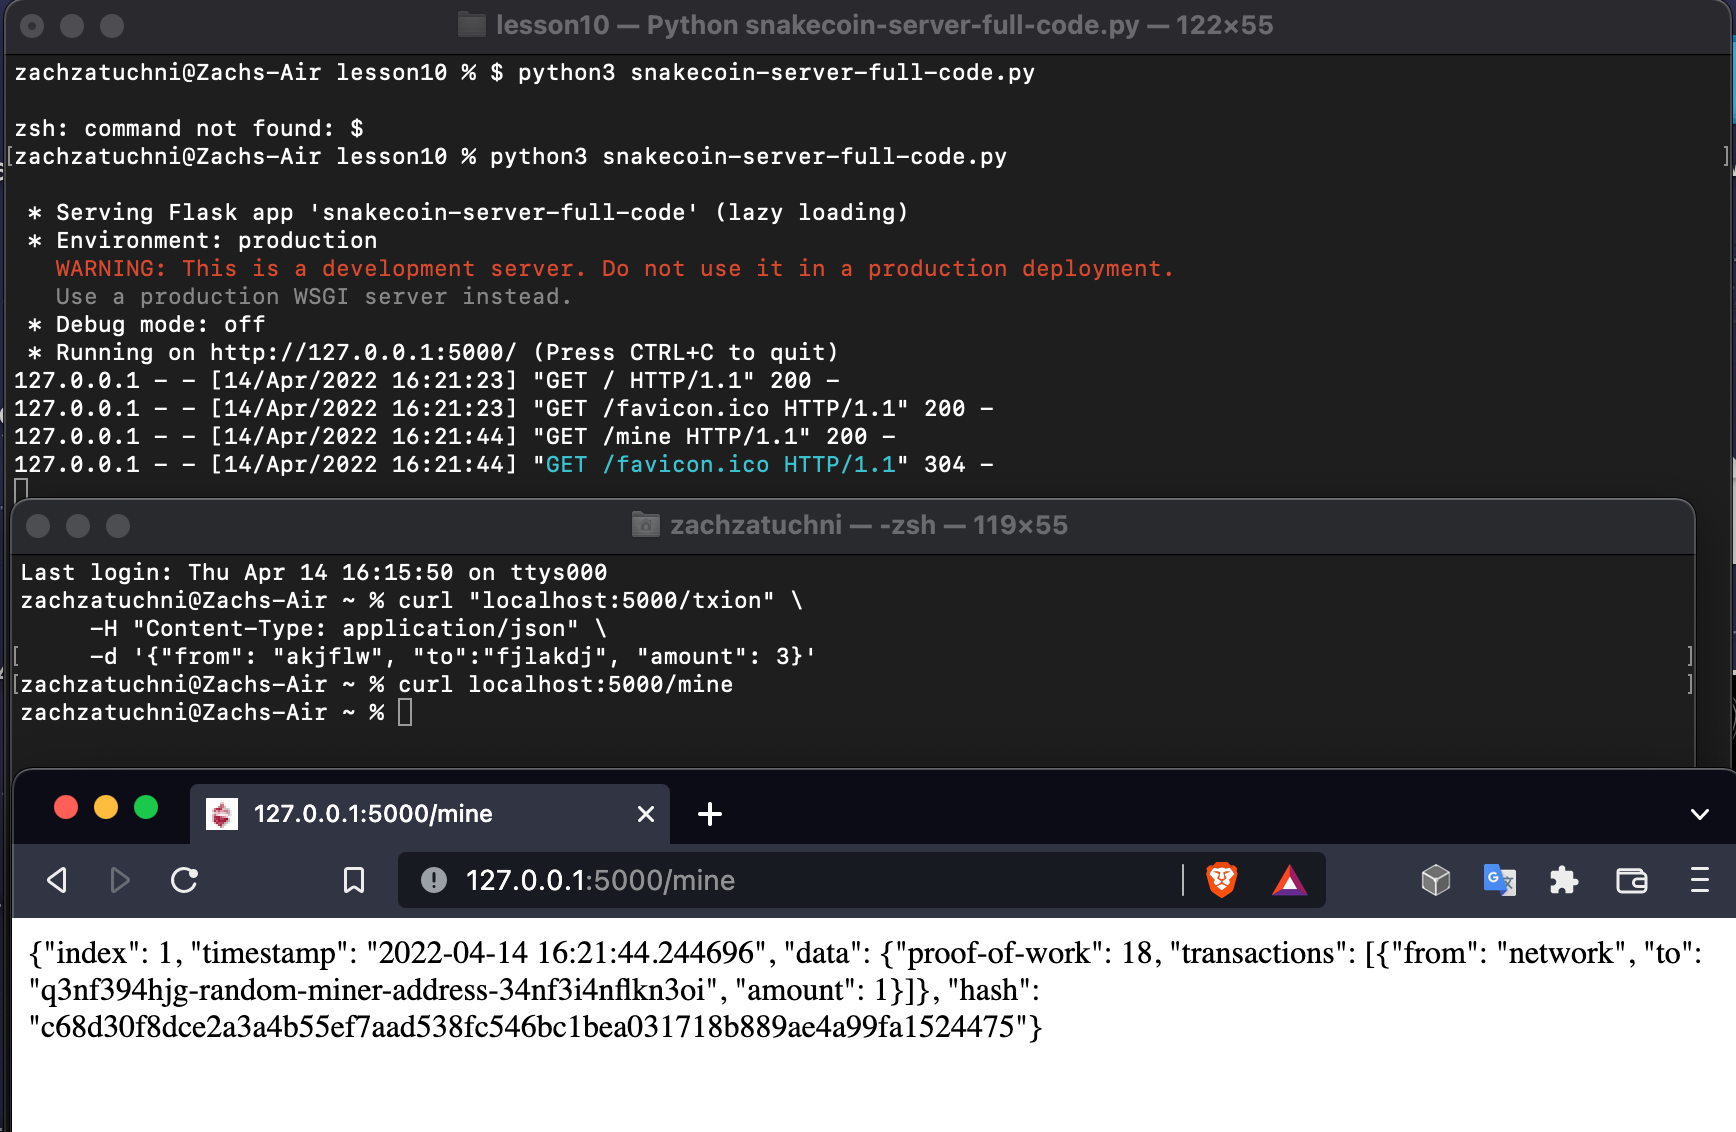 lesson10 — Python snakecoin-server-full-code.py — 122×55
zachzatuchni@Zachs-Air lesson10 % $ python3 snakecoin-server-full-code.py
zsh: command not found: $
[zachzatuchni@Zachs-Air lesson10 % python3 snakecoin-server-full-code.py ]
* Serving Flask app 'snakecoin-server-full-code' (lazy loading)
* Environment: production
WARNING: This is a development server. Do not use it in a production deployment.
Use a production WSGI server instead.
* Debug mode: off
* Running on http://127.0.0.1:5000/ (Press CTRL+C to quit)
127.0.0.1 - - [14/Apr/2022 16:21:23] "GET / HTTP/1.1" 200 -
127.0.0.1 - - [14/Apr/2022 16:21:23] "GET /favicon.ico HTTP/1.1" 200 -
127.0.0.1 - - [14/Apr/2022 16:21:44] "GET /mine HTTP/1.1" 200 -
127.0.0.1 - - [14/Apr/2022 16:21:44] "GET /favicon.ico HTTP/1.1" 304 -
zachzatuchni — -zsh — 119×55
Last login: Thu Apr 14 16:15:50 on ttys000
zachzatuchni@Zachs-Air ~ % curl "localhost:5000/txion" \
-H "Content-Type: application/json" \
[ -d '{"from": "akjflw", "to":"fjlakdj", "amount": 3}' ]
[zachzatuchni@Zachs-Air ~ % curl localhost:5000/mine ]
zachzatuchni@Zachs-Air ~ %
127.0.0.1:5000/mine
127.0.0.1:5000/mine
{"index": 1, "timestamp": "2022-04-14 16:21:44.244696", "data": {"proof-of-work": 18, "transactions": [{"from": "network", "to":
"q3nf394hjg-random-miner-address-34nf3i4nflkn3oi", "amount": 1}]}, "hash":
"c68d30f8dce2a3a4b55ef7aad538fc546bc1bea031718b889ae4a99fa1524475"}